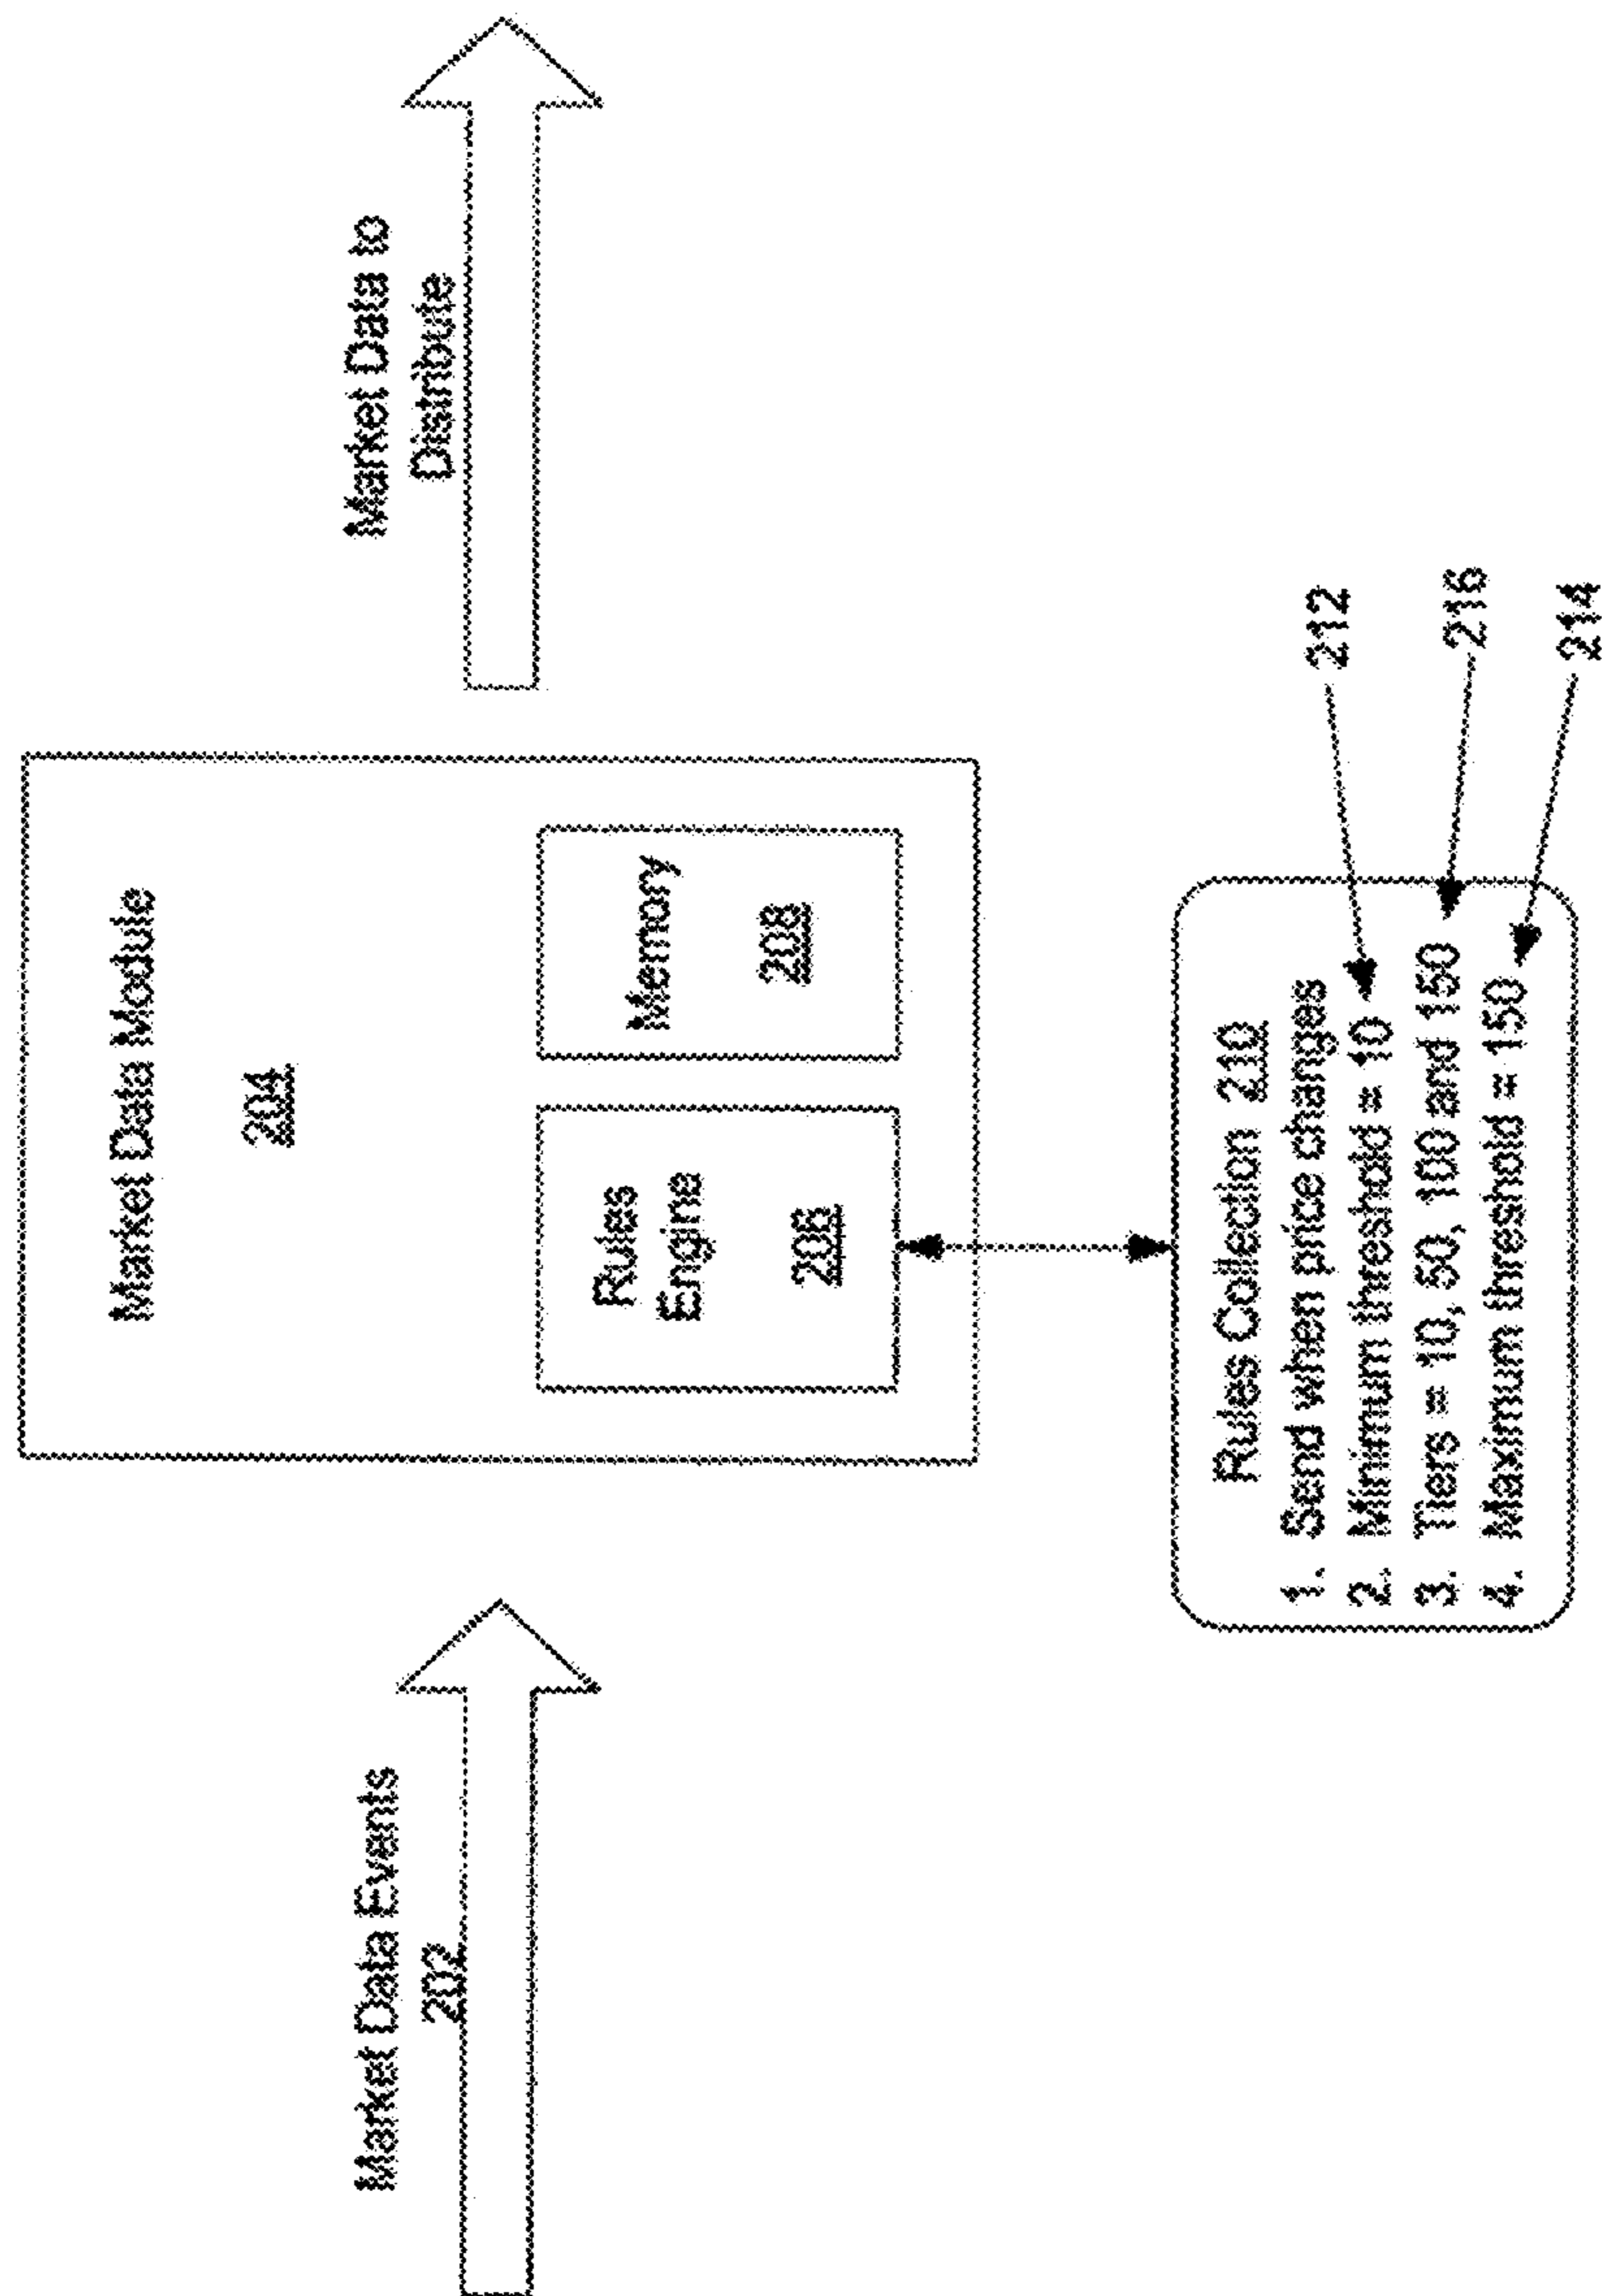 Market Data Events
202
Market Data Module
204
Rules
Engine
206
Memory
208
Market Data to
Distribute
Rules Collection 210
1. Send when price changes
2. Minimum threshold = 10
3. Tiers = 10, 50, 100 and 150
4. Maximum threshold = 150
212
216
214